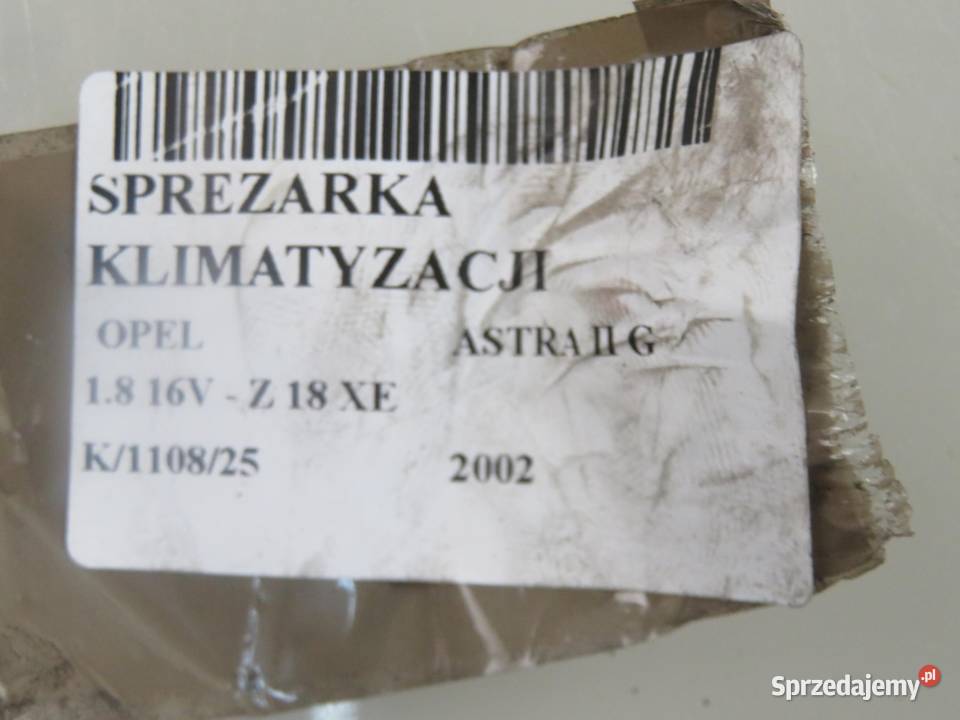 SPREZARKA
KLIMATYZACJI
OPEL ASTRA II G
1.8 16V - Z 18 XE
K/1108/25 2002
Sprzedajemy.pl